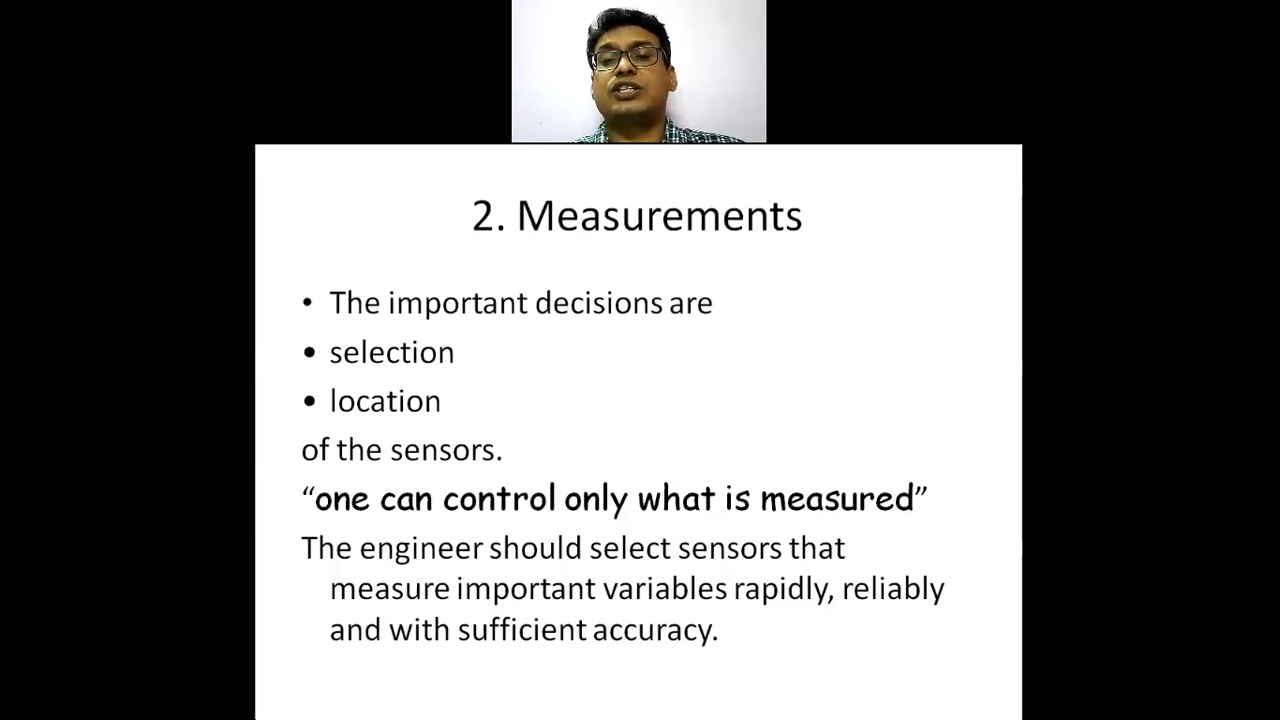 2. Measurements
• The important decisions are
• selection
• location
of the sensors.
“one can control only what is measured”
The engineer should select sensors that
measure important variables rapidly, reliably
and with sufficient accuracy.